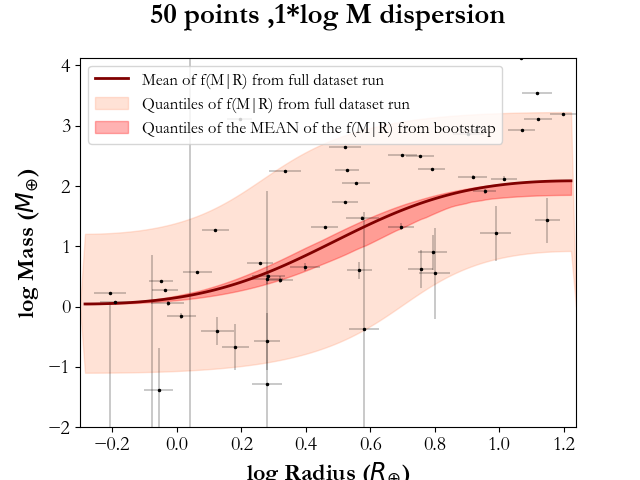 50 points ,1*log M dispersion
Mean of f(M|R) from full dataset run
Quantiles of f(M|R) from full dataset run
Quantiles of the MEAN of the f(M|R) from bootstrap
log Mass (M⊕)
4
3
2
1
0
−1
−2
−0.2 0.0 0.2 0.4 0.6 0.8 1.0 1.2
log Radius (R⊕)